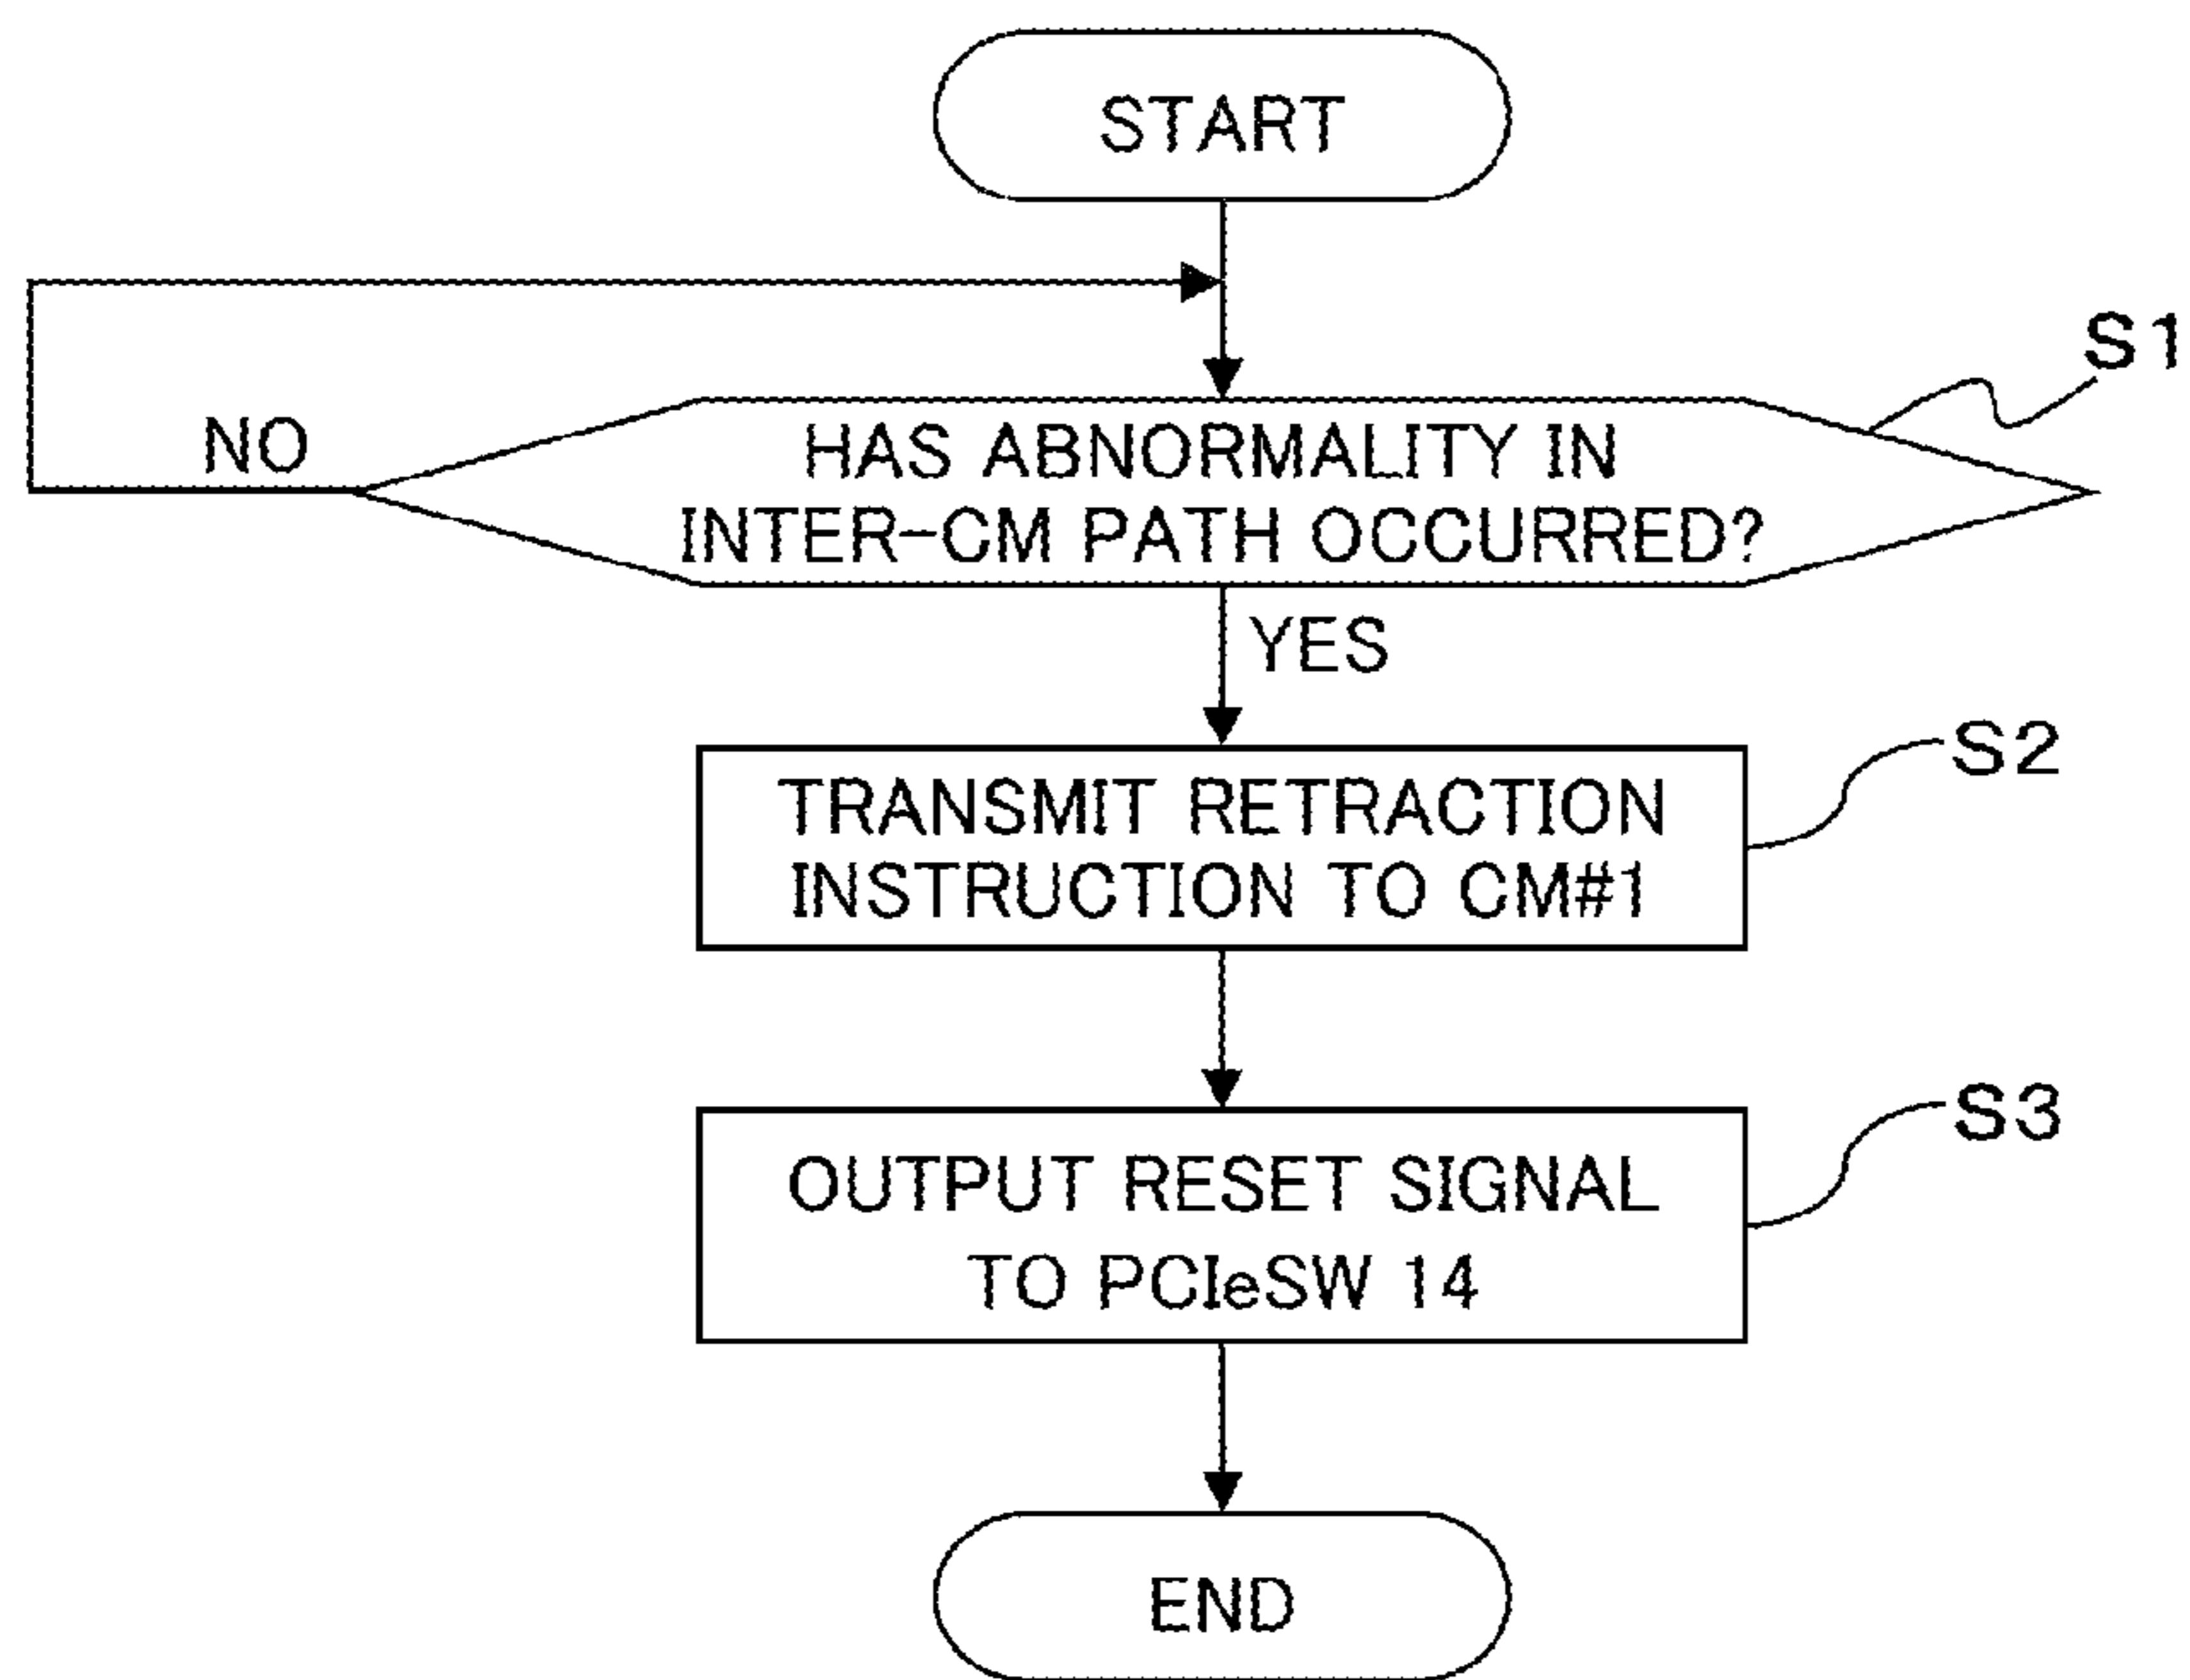 START
S1
NO
HAS ABNORMALITY IN
INTER-CM PATH OCCURRED?
YES
S2
TRANSMIT RETRACTION
INSTRUCTION TO CM#1
S3
OUTPUT RESET SIGNAL
TO PCIeSW 14
END